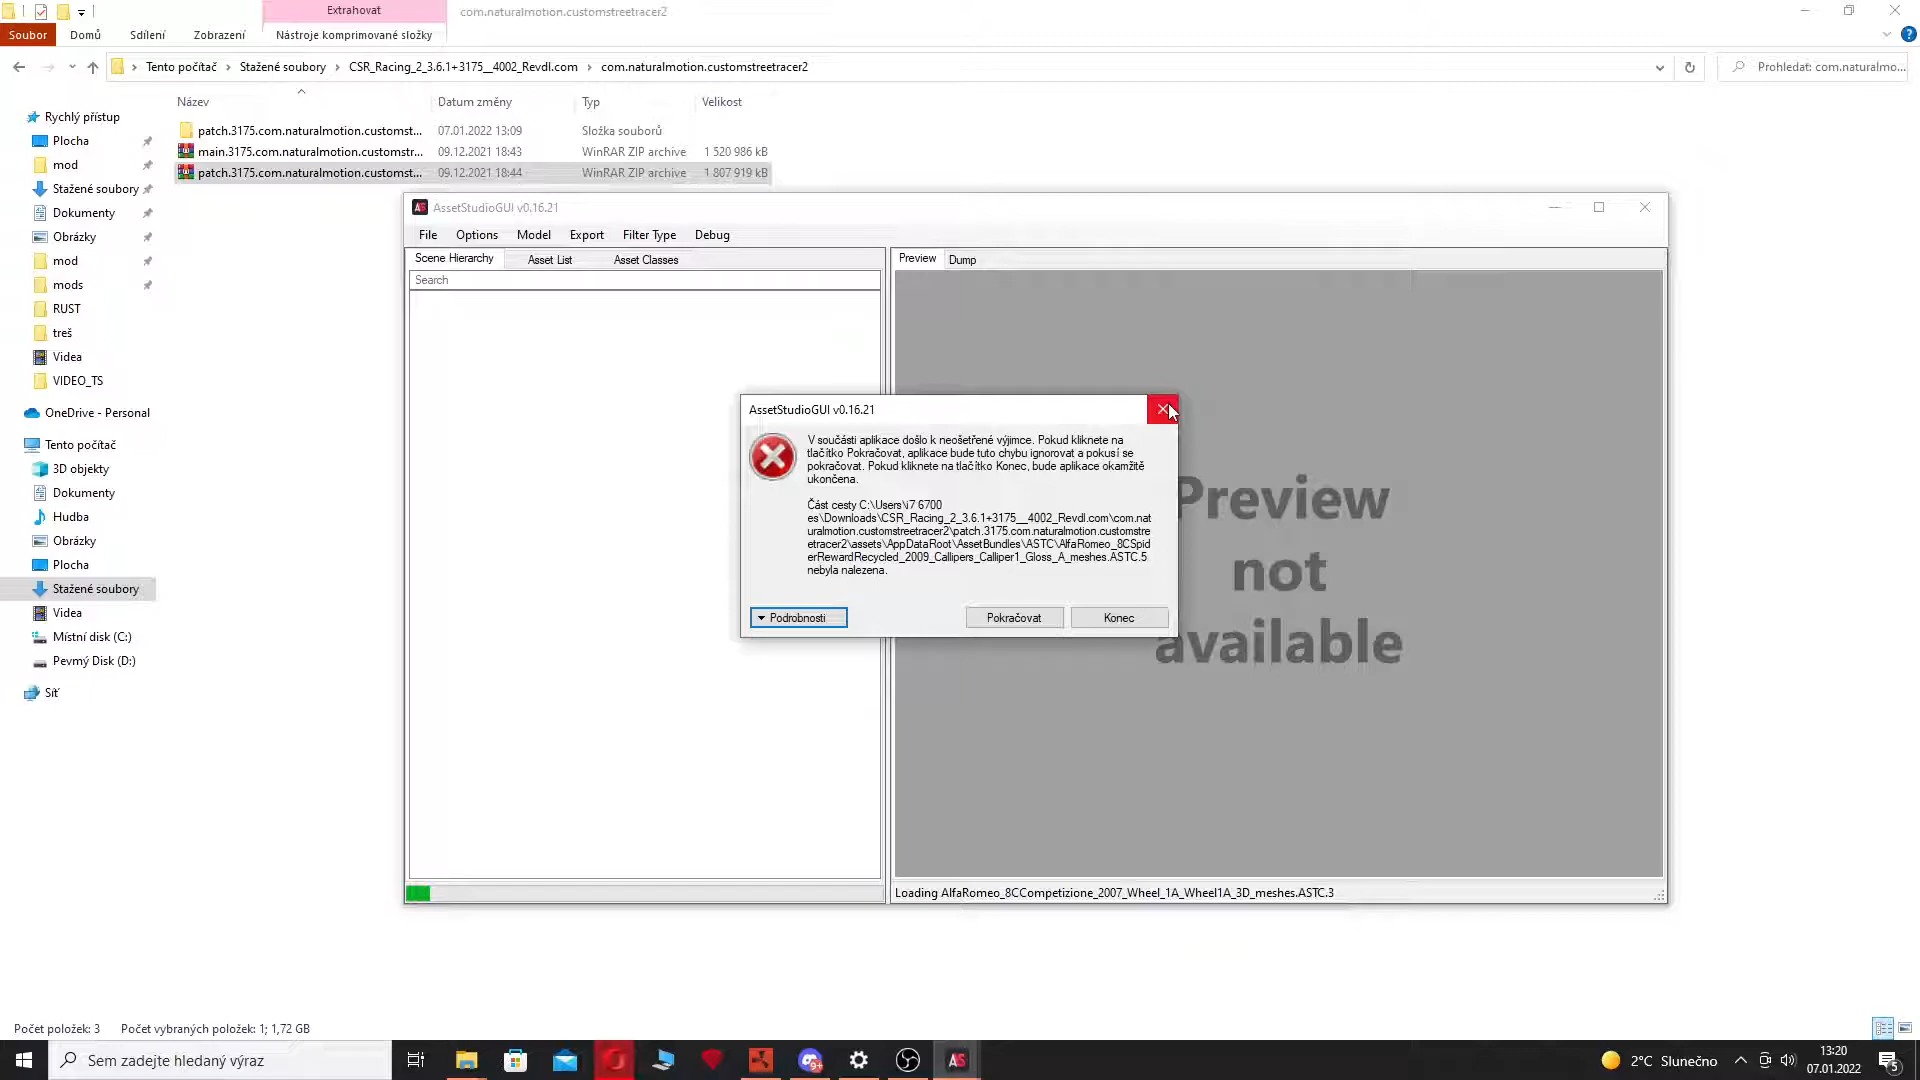 Extrahovat
com.naturalmotion.customstreetracer2
Soubor
Domů
Sdílení
Zobrazení
Nástroje komprimované složky
Tento počítač
Stažené soubory
CSR_Racing_2_3.6.1+3175__4002_Revdl.com
com.naturalmotion.customstreetracer2
Prohledat: com.naturalmo...
Název
Datum změny
Typ
Velikost
patch.3175.com.naturalmotion.customst...
07.01.2022 13:09
Složka souborů
main.3175.com.naturalmotion.customstr...
09.12.2021 18:43
WinRAR ZIP archive
1 520 986 kB
patch.3175.com.naturalmotion.customst...
09.12.2021 18:44
WinRAR ZIP archive
1 807 919 kB
Rychlý přístup
Plocha
mod
Stažené soubory
Dokumenty
Obrázky
mod
mods
RUST
treš
Videa
VIDEO_TS
OneDrive - Personal
Tento počítač
3D objekty
Dokumenty
Hudba
Obrázky
Plocha
Stažené soubory
Videa
Místní disk (C:)
Pevmý Disk (D:)
Síť
AssetStudioGUI v0.16.21
File
Options
Model
Export
Filter Type
Debug
Scene Hierarchy
Asset List
Asset Classes
Preview
Dump
Search
AssetStudioGUI v0.16.21
V součásti aplikace došlo k neošetřené výjimce. Pokud kliknete na
tlačítko Pokračovat, aplikace bude tuto chybu ignorovat a pokusí se
pokračovat. Pokud kliknete na tlačítko Konec, bude aplikace okamžitě
ukončena.
Část cesty C:\Users\i7 6700
es\Downloads\CSR_Racing_2_3.6.1+3175__4002_Revdl.com\com.nat
uralmotion.customstreetracer2\patch.3175.com.naturalmotion.customstre
etracer2\assets\AppDataRoot\AssetBundles\ASTC\AlfaRomeo_8CSpid
erRewardRecycled_2009_Callipers_Calliper1_Gloss_A_meshes.ASTC.5
nebyla nalezena.
Podrobnosti
Pokračovat
Konec
Preview
not
available
Loading AlfaRomeo_8CCompetizione_2007_Wheel_1A_Wheel1A_3D_meshes.ASTC.3
Počet položek: 3
Počet vybraných položek: 1; 1,72 GB
Sem zadejte hledaný výraz
9+
AS
2°C Slunečno
13:20
07.01.2022
5